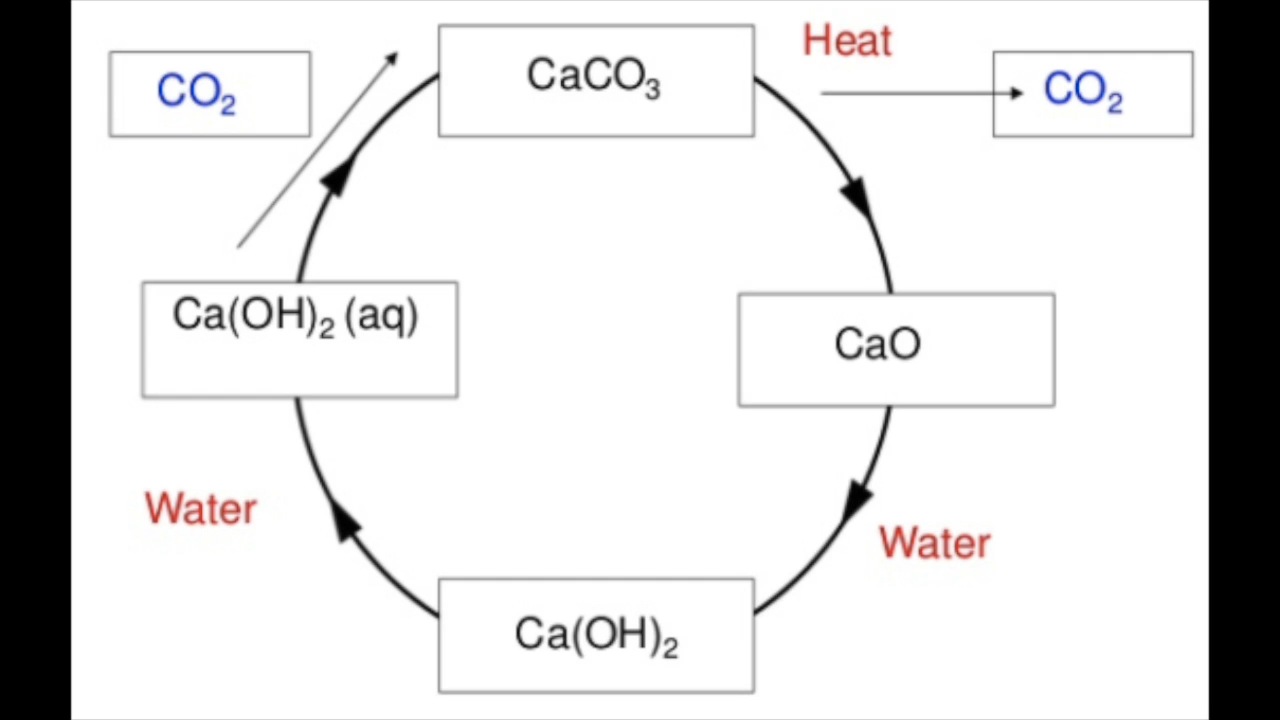 CaCO₃
Heat
CO₂
CO₂
Ca(OH)₂ (aq)
CaO
Water
Water
Ca(OH)₂